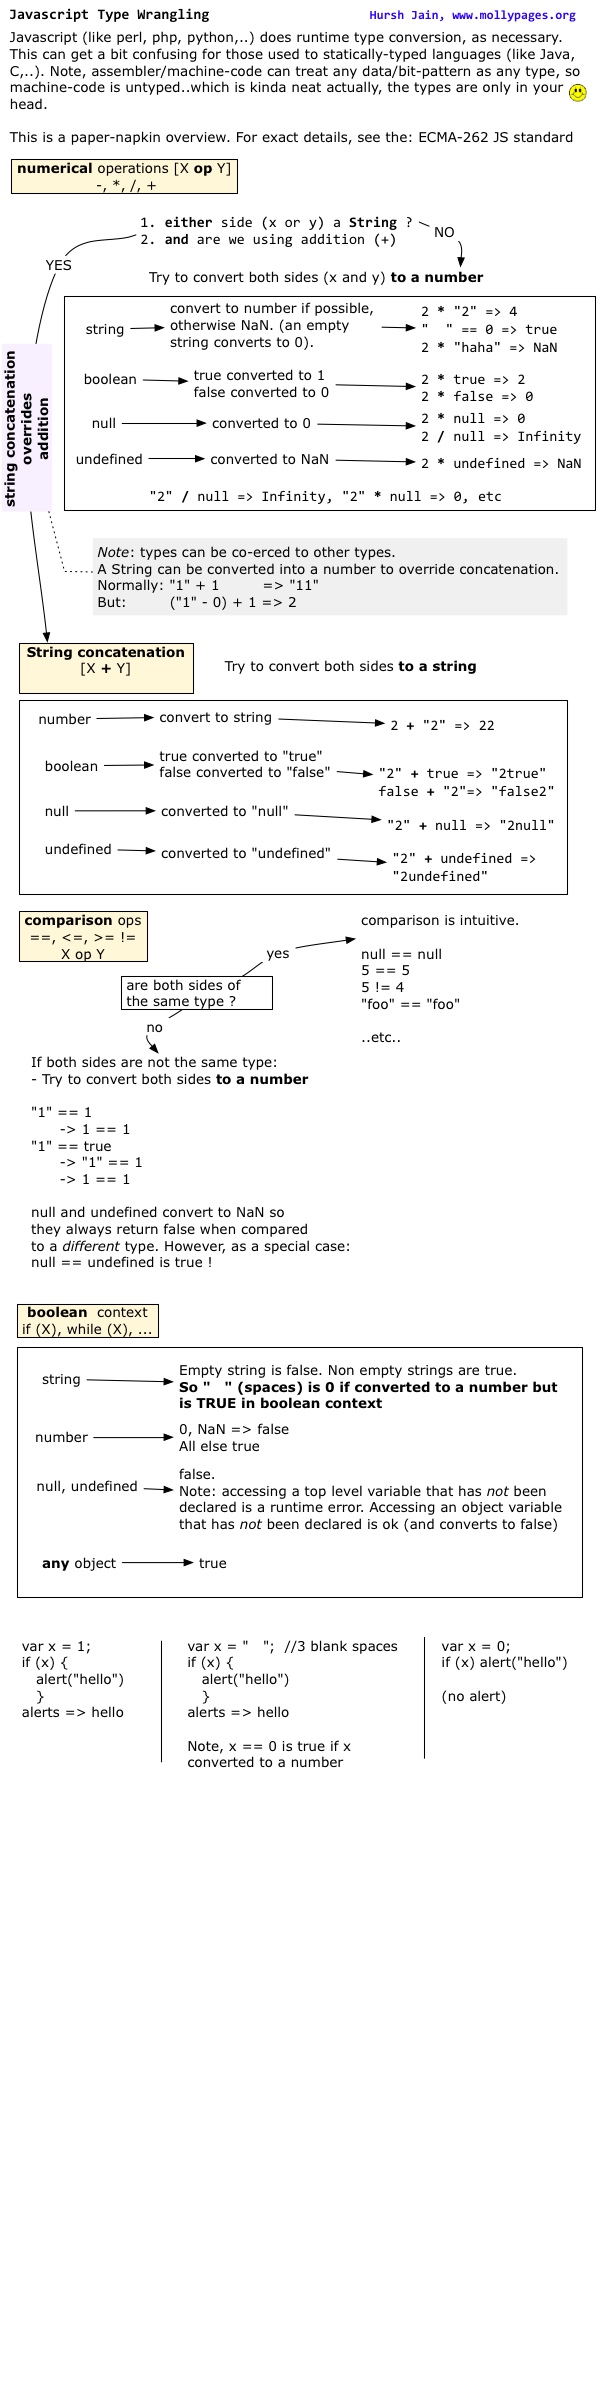 Javascript Type Wrangling
Hursh Jain, www.mollypages.org
Javascript (like perl, php, python,..) does runtime type conversion, as necessary.
This can get a bit confusing for those used to statically-typed languages (like Java,
C,..). Note, assembler/machine-code can treat any data/bit-pattern as any type, so
machine-code is untyped..which is kinda neat actually, the types are only in your
head.
This is a paper-napkin overview. For exact details, see the: ECMA-262 JS standard
numerical operations [X op Y]
-, *, /, +
1. either side (x or y) a String ?
2. and are we using addition (+)
NO
YES
Try to convert both sides (x and y) to a number
string
convert to number if possible,
otherwise NaN. (an empty
string converts to 0).
2 * "2" => 4
"  " == 0 => true
2 * "haha" => NaN
boolean
true converted to 1
false converted to 0
2 * true => 2
2 * false => 0
null
converted to 0
2 * null => 0
2 / null => Infinity
undefined
converted to NaN
2 * undefined => NaN
"2" / null => Infinity, "2" * null => 0, etc
string concatenation
overrides
addition
Note: types can be co-erced to other types.
A String can be converted into a number to override concatenation.
Normally: "1" + 1 => "11"
But: ("1" - 0) + 1 => 2
String concatenation
[X + Y]
Try to convert both sides to a string
number
convert to string
2 + "2" => 22
boolean
true converted to "true"
false converted to "false"
"2" + true => "2true"
false + "2"=> "false2"
null
converted to "null"
"2" + null => "2null"
undefined
converted to "undefined"
"2" + undefined =>
"2undefined"
comparison ops
==, <=, >= !=
X op Y
are both sides of
the same type ?
yes
comparison is intuitive.
null == null
5 == 5
5 != 4
"foo" == "foo"
..etc..
no
If both sides are not the same type:
- Try to convert both sides to a number
"1" == 1
-> 1 == 1
"1" == true
-> "1" == 1
-> 1 == 1
null and undefined convert to NaN so
they always return false when compared
to a different type. However, as a special case:
null == undefined is true !
boolean context
if (X), while (X), ...
string
Empty string is false. Non empty strings are true.
So "   " (spaces) is 0 if converted to a number but
is TRUE in boolean context
number
0, NaN => false
All else true
null, undefined
false.
Note: accessing a top level variable that has not been
declared is a runtime error. Accessing an object variable
that has not been declared is ok (and converts to false)
any object
true
var x = 1;
if (x) {
alert("hello")
}
alerts => hello
var x = "   "; //3 blank spaces
if (x) {
alert("hello")
}
alerts => hello
Note, x == 0 is true if x
converted to a number
var x = 0;
if (x) alert("hello")
(no alert)